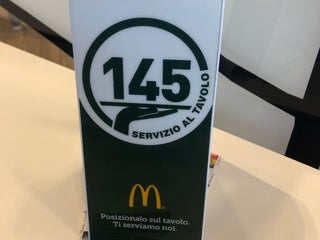 145
SERVIZIO AL TAVOLO
Posizionalo sul tavolo.
Ti serviamo noi.